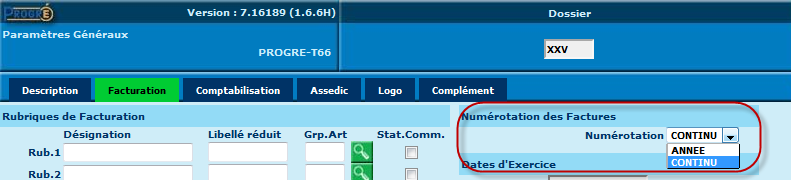 PROGRÉ
Version : 7.16189 (1.6.6H)
Dossier
Paramètres Généraux
PROGRE-T66
XXV
Description Facturation Comptabilisation Assedic Logo Complément
Rubriques de Facturation
Numérotation des Factures
Désignation Libellé réduit Grp.Art Stat.Comm.
Numérotation CONTINU
ANNEE
CONTINU
Rub.1
Dates d'Exercice
Rub.2